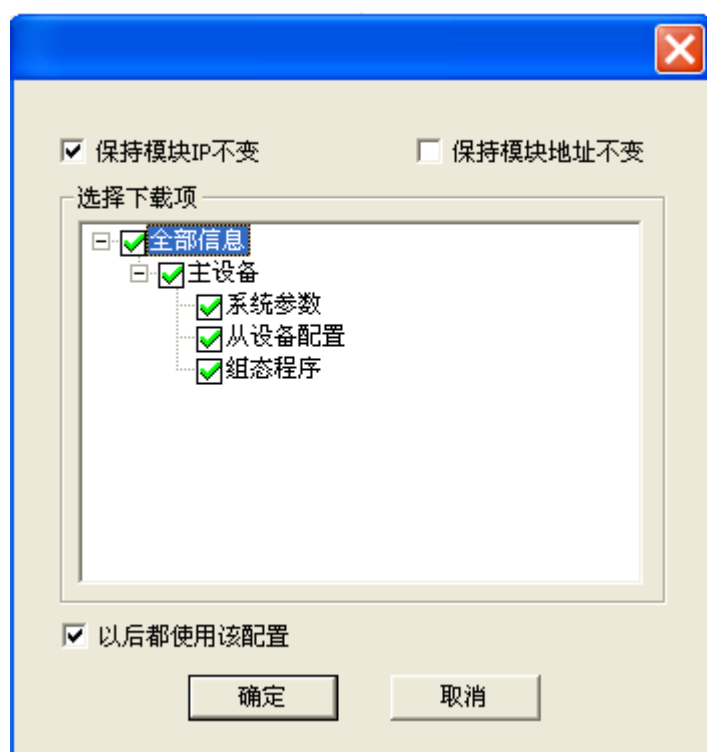 保持模块IP不变 保持模块地址不变
选择下载项
全部信息
主设备
系统参数
从设备配置
组态程序
以后都使用该配置
确定 取消